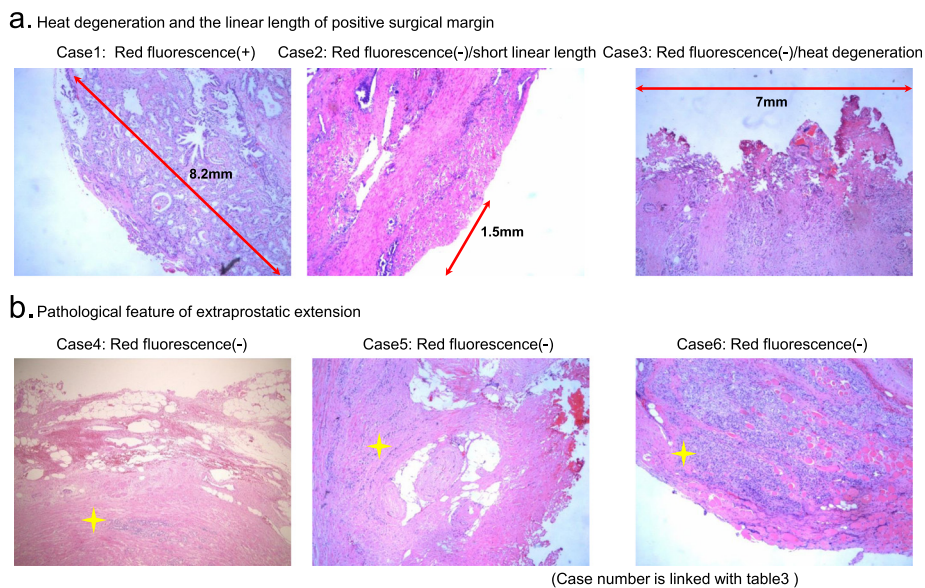 a. Heat degeneration and the linear length of positive surgical margin
Case1: Red fluorescence(+) Case2: Red fluorescence(-)/short linear length Case3: Red fluorescence(-)/heat degeneration
7mm
8.2mm
1.5mm
b. Pathological feature of extraprostatic extension
Case4: Red fluorescence(-) Case5: Red fluorescence(-) Case6: Red fluorescence(-)
(Case number is linked with table3 )